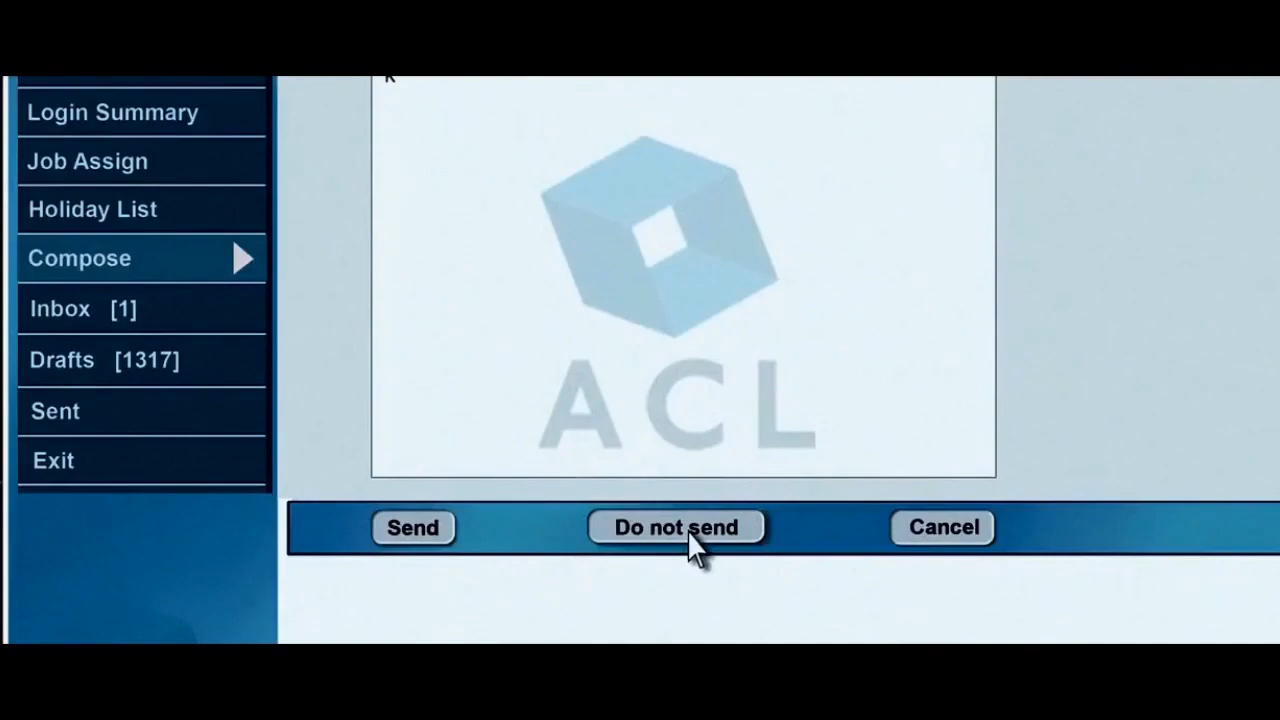 Login Summary
Job Assign
Holiday List
Compose
Inbox [1]
Drafts [1317]
Sent
Exit
ACL
Send
Do not send
Cancel